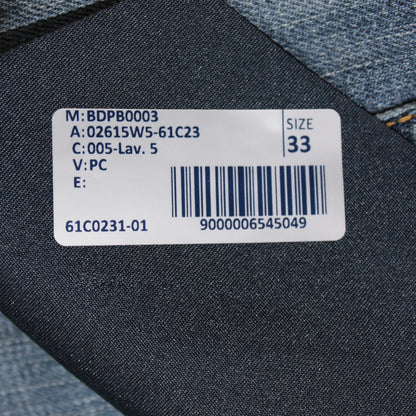 M:BDPB0003
A:02615W5-61C23
C:005-Lav. 5
V:PC
E:
SIZE
33
61C0231-01
9000006545049